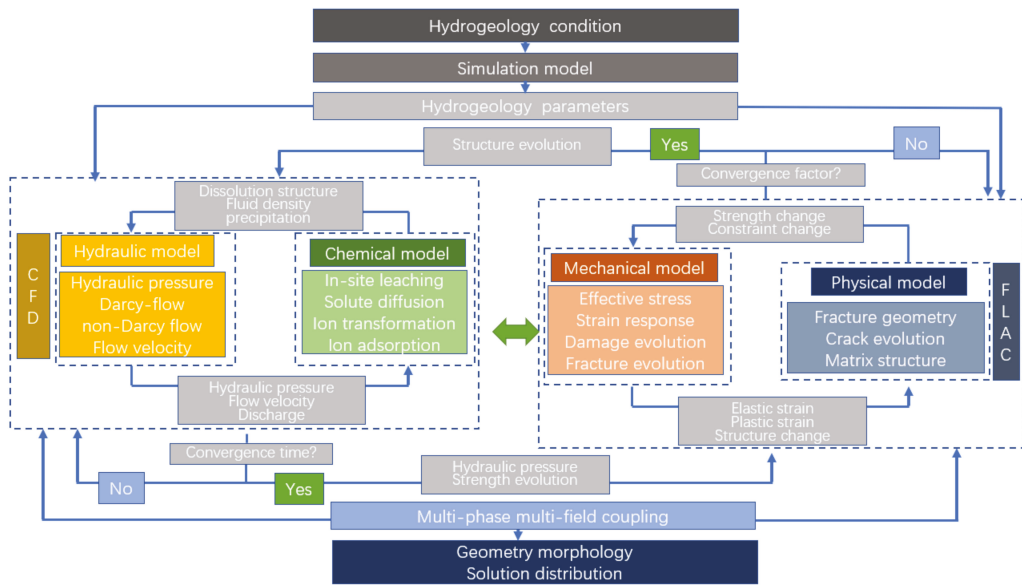 Hydrogeology condition
Simulation model
Hydrogeology parameters
Structure evolution
Yes
No
Convergence factor?
Dissolution structure
Fluid density
precipitation
Strength change
Constraint change
CFD
Hydraulic model
Hydraulic pressure
Darcy-flow
non-Darcy flow
Flow velocity
Chemical model
In-site leaching
Solute diffusion
Ion transformation
Ion adsorption
Mechanical model
Effective stress
Strain response
Damage evolution
Fracture evolution
Physical model
Fracture geometry
Crack evolution
Matrix structure
FLAC
Hydraulic pressure
Flow velocity
Discharge
Elastic strain
Plastic strain
Structure change
Convergence time?
No
Yes
Hydraulic pressure
Strength evolution
Multi-phase multi-field coupling
Geometry morphology
Solution distribution